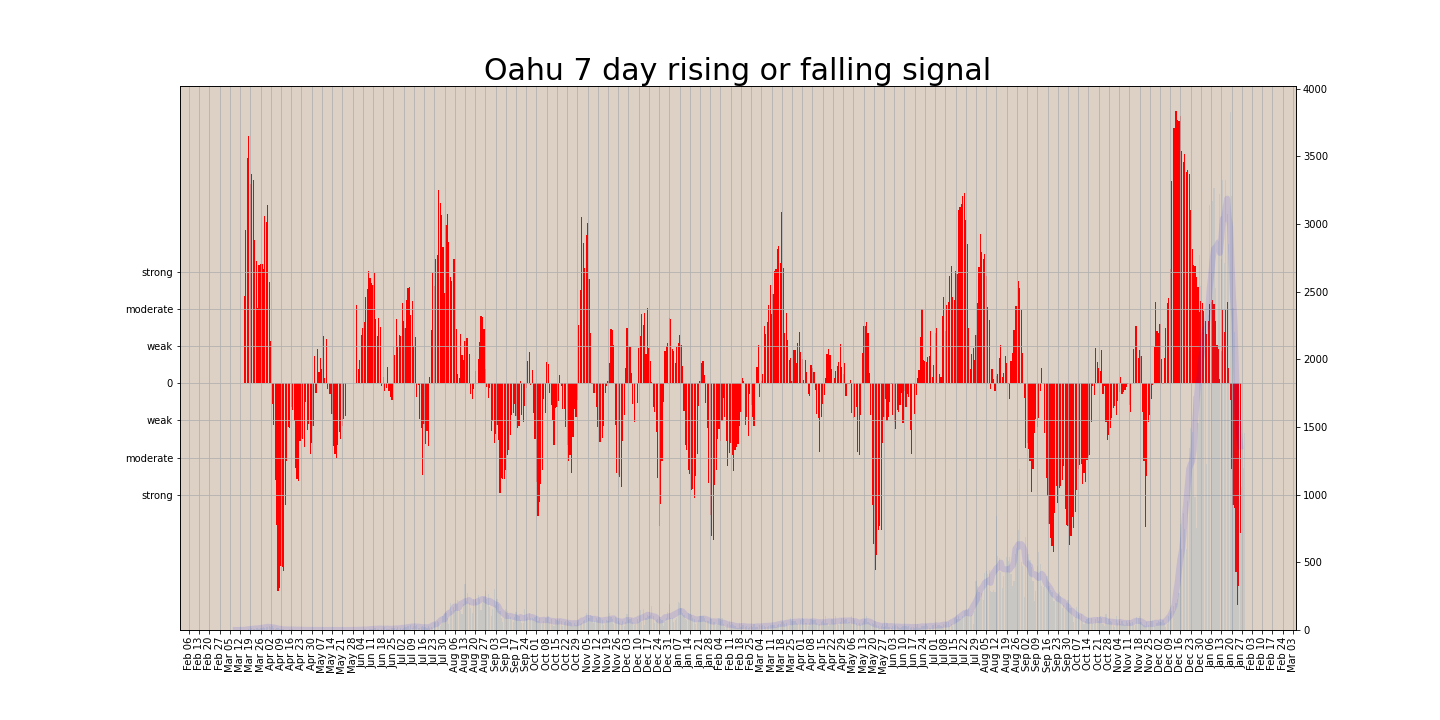 Oahu 7 day rising or falling signal
strong
moderate
weak
0
weak
moderate
strong
4000
3500
3000
2500
2000
1500
1000
500
0
Feb 06
Feb 13
Feb 20
Feb 27
Mar 05
Mar 12
Mar 19
Mar 26
Apr 02
Apr 09
Apr 16
Apr 23
Apr 30
May 07
May 14
May 21
May 28
Jun 04
Jun 11
Jun 18
Jun 25
Jul 02
Jul 09
Jul 16
Jul 23
Jul 30
Aug 06
Aug 13
Aug 20
Aug 27
Sep 03
Sep 10
Sep 17
Sep 24
Oct 01
Oct 08
Oct 15
Oct 22
Oct 29
Nov 05
Nov 12
Nov 19
Nov 26
Dec 03
Dec 10
Dec 17
Dec 24
Dec 31
Jan 07
Jan 14
Jan 21
Jan 28
Feb 04
Feb 11
Feb 18
Feb 25
Mar 04
Mar 11
Mar 18
Mar 25
Apr 01
Apr 08
Apr 15
Apr 22
Apr 29
May 06
May 13
May 20
May 27
Jun 03
Jun 10
Jun 17
Jun 24
Jul 01
Jul 08
Jul 15
Jul 22
Jul 29
Aug 05
Aug 12
Aug 19
Aug 26
Sep 02
Sep 09
Sep 16
Sep 23
Sep 30
Oct 07
Oct 14
Oct 21
Oct 28
Nov 04
Nov 11
Nov 18
Nov 25
Dec 02
Dec 09
Dec 16
Dec 23
Dec 30
Jan 06
Jan 13
Jan 20
Jan 27
Feb 03
Feb 10
Feb 17
Feb 24
Mar 03